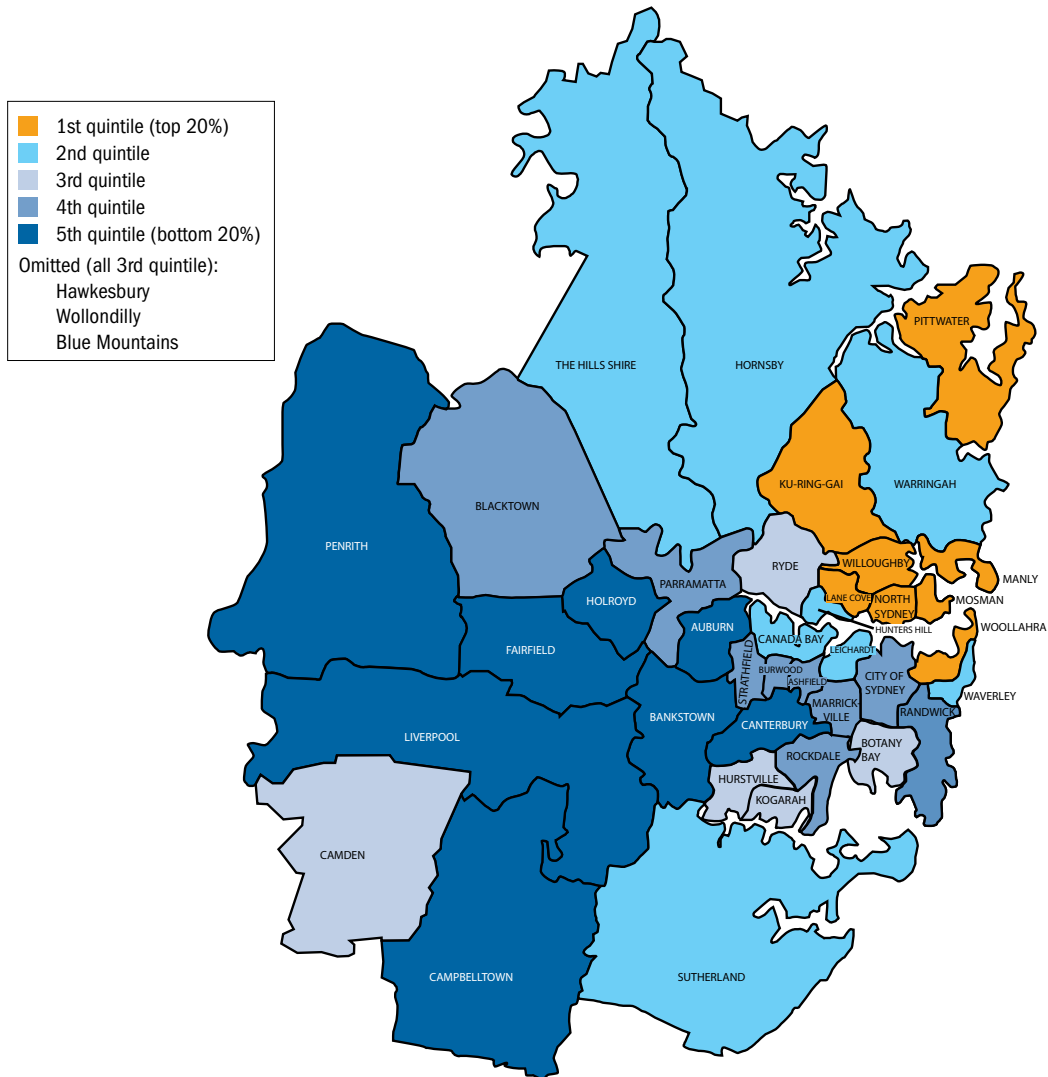 1st quintile (top 20%)
2nd quintile
3rd quintile
4th quintile
5th quintile (bottom 20%)
Omitted (all 3rd quintile):
Hawkesbury
Wollondilly
Blue Mountains
PITTWATER
THE HILLS SHIRE
HORNSBY
KU-RING-GAI
WARRINGAH
BLACKTOWN
PENRITH
RYDE
WILLOUGHBY
MANLY
PARRAMATTA
HOLROYD
LANE COVE
NORTH
SYDNEY
MOSMAN
AUBURN
HUNTERS HILL
WOOLLAHRA
CANADA BAY
FAIRFIELD
LEICHARDT
STRATHFIELD
BURWOOD
ASHFIELD
CITY OF
SYDNEY
WAVERLEY
MARRICK-
VILLE
RANDWICK
BANKSTOWN
CANTERBURY
LIVERPOOL
BOTANY
BAY
ROCKDALE
HURSTVILLE
KOGARAH
CAMDEN
CAMPBELLTOWN
SUTHERLAND